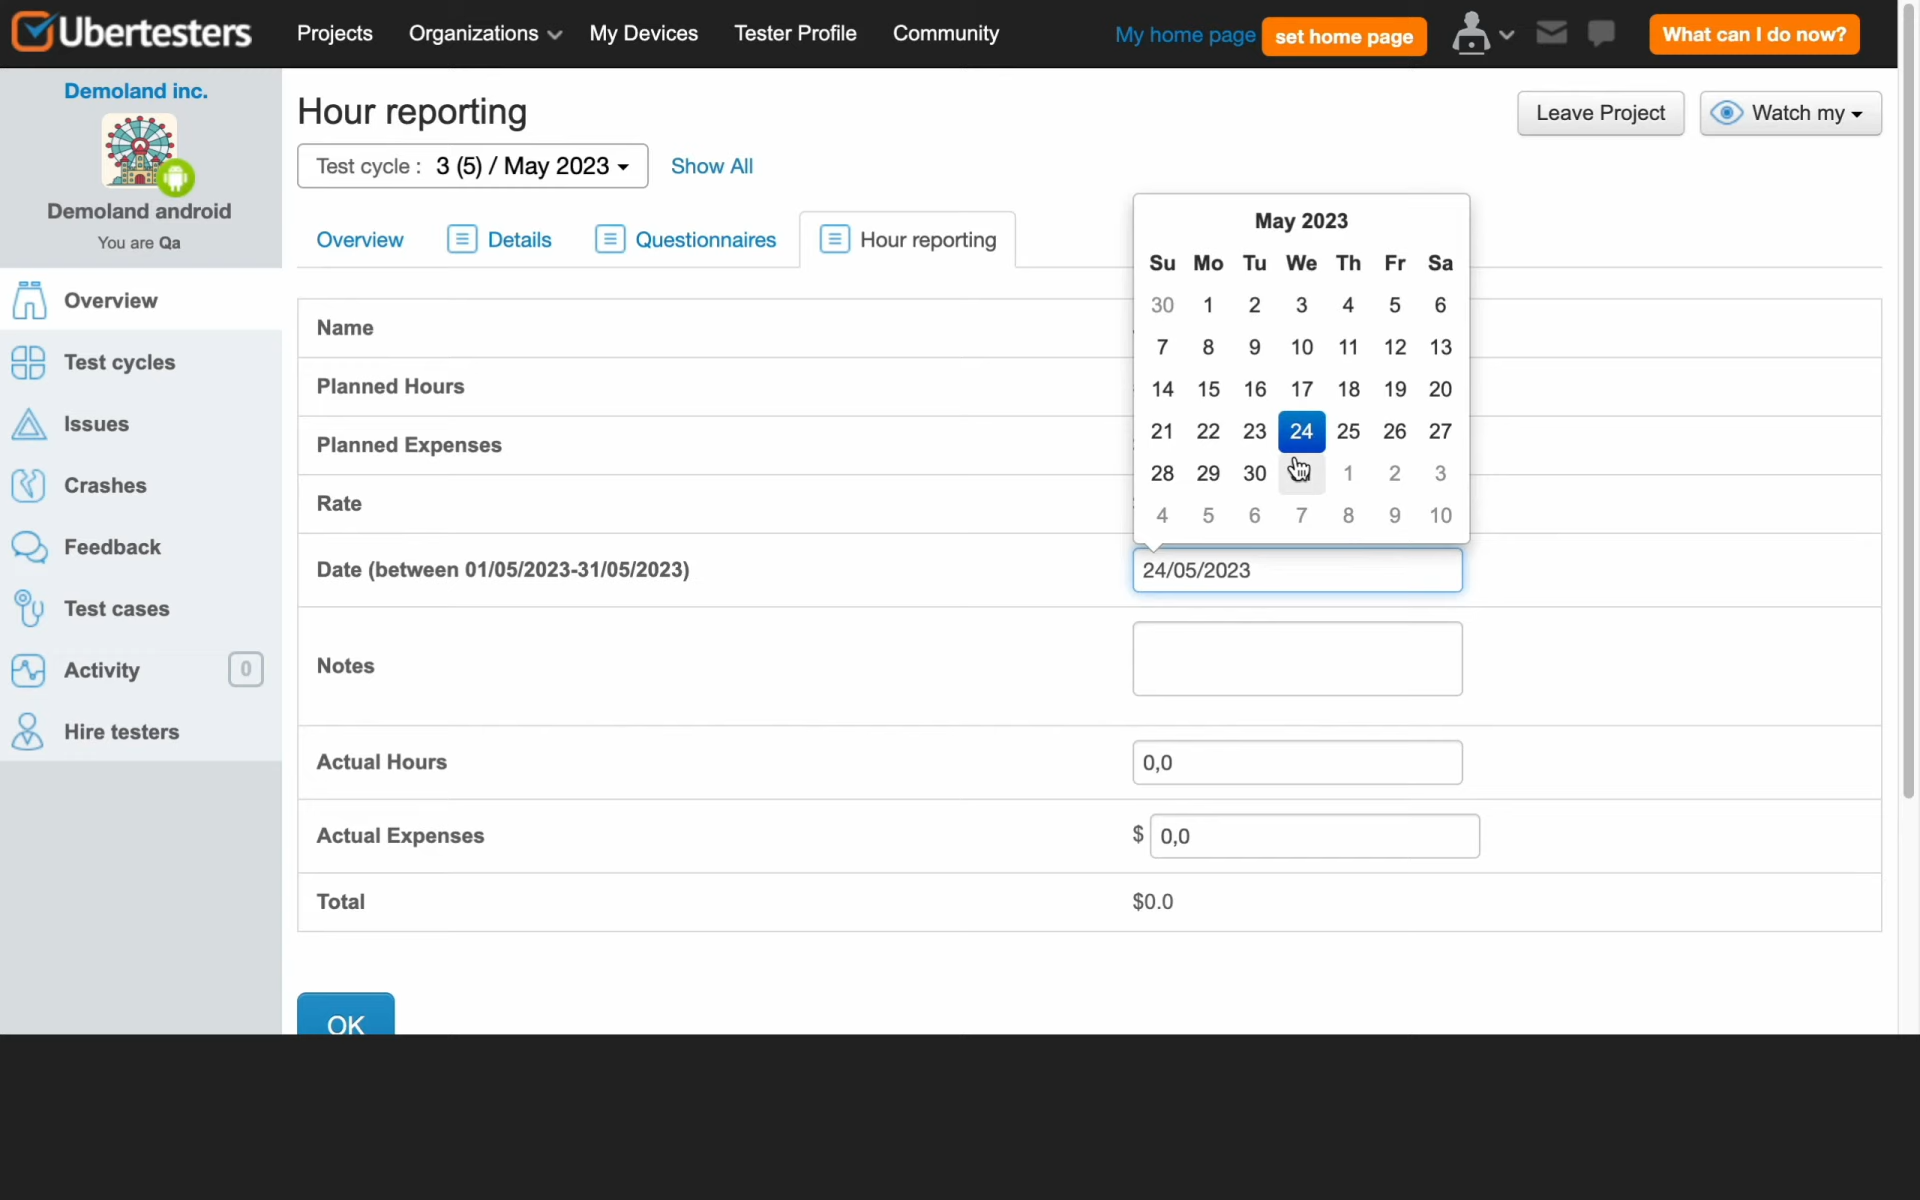 Ubertesters Projects Organizations My Devices Tester Profile Community My home page set home page What can I do now?
Demoland inc.
Demoland android
You are Qa
Overview
Test cycles
Issues
Crashes
Feedback
Test cases
Activity 0
Hire testers
Hour reporting
Leave Project Watch my
Test cycle : 3 (5) / May 2023 Show All
Overview Details Questionnaires Hour reporting
May 2023
Su Mo Tu We Th Fr Sa
30 1 2 3 4 5 6
7 8 9 10 11 12 13
14 15 16 17 18 19 20
21 22 23 24 25 26 27
28 29 30 1 2 3
4 5 6 7 8 9 10
Name
Planned Hours
Planned Expenses
Rate
Date (between 01/05/2023-31/05/2023) 24/05/2023
Notes
Actual Hours 0,0
Actual Expenses $ 0,0
Total $0.0
OK